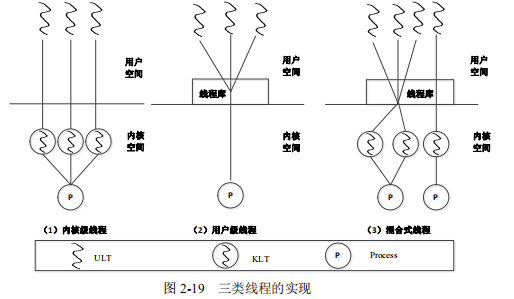 用户
空间
内核
空间
P
(1)内核级线程
用户
空间
线程库
内核
空间
P
(2)用户级线程
用户
空间
线程库
内核
空间
P
P
(3)混合式线程
ULT
KLT
P
Process
图 2-19 三类线程的实现